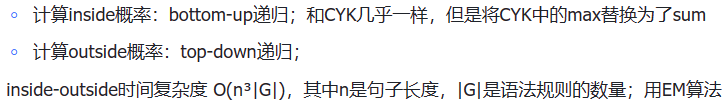 计算inside概率：bottom-up递归；和CYK几乎一样，但是将CYK中的max替换为了sum
计算outside概率：top-down递归；
inside-outside时间复杂度 O(n³|G|)，其中n是句子长度，|G|是语法规则的数量；用EM算法